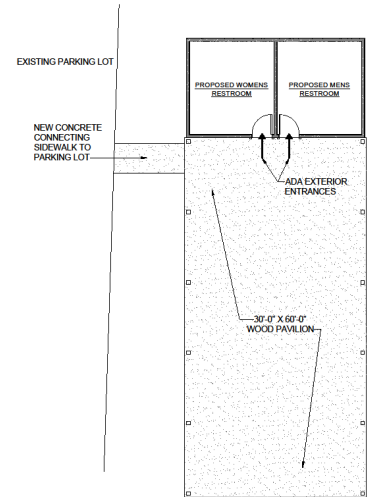 EXISTING PARKING LOT
PROPOSED WOMENS
RESTROOM
PROPOSED MENS
RESTROOM
NEW CONCRETE
CONNECTING
SIDEWALK TO
PARKING LOT
ADA EXTERIOR
ENTRANCES
30'-0" X 60'-0"
WOOD PAVILION